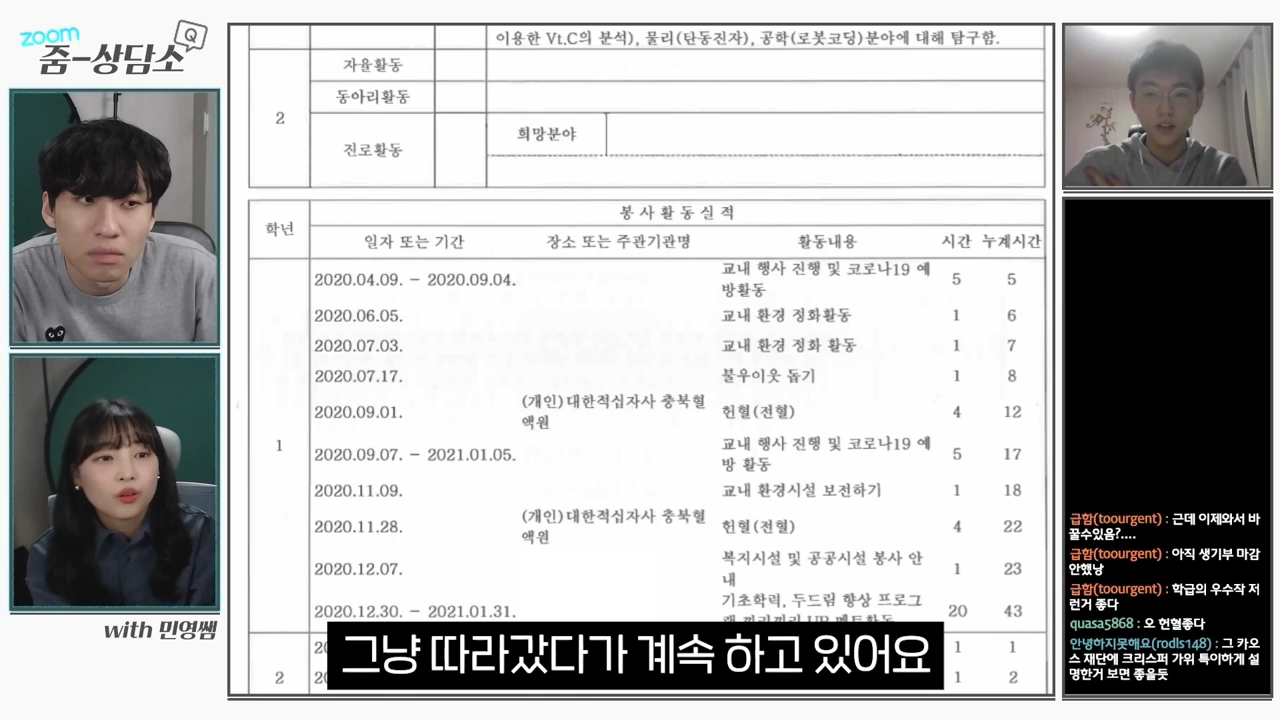 zoom
줌-상담소
Q
with 민영쌤
이용한 Vt,C의 분석), 물리(탄동진자), 공학(로봇코딩)분야에 대해 탐구함.
2
자율활동
동아리활동
진로활동
희망분야
학년
봉사활동실적
일자 또는 기간 장소 또는 주관기관명 활동내용 시간 누계시간
1
2020.04.09. - 2020.09.04. 교내 행사 진행 및 코로나19 예 5 5
방활동
2020.06.05. 교내 환경 정화활동 1 6
2020.07.03. 교내 환경 정화 활동 1 7
2020.07.17. 불우이웃 돕기 1 8
2020.09.01. (개인)대한적십자사 충북혈 헌혈(전혈) 4 12
액원
2020.09.07. - 2021.01.05. 교내 행사 진행 및 코로나19 예 5 17
방 활동
2020.11.09. 교내 환경시설 보전하기 1 18
2020.11.28. (개인)대한적십자사 충북혈 헌혈(전혈) 4 22
액원
2020.12.07. 복지시설 및 공공시설 봉사 안 1 23
내
2020.12.30. - 2021.01.31. 기초학력, 두드림 향상 프로그 20 43
2
1 1
1 2
그냥 따라갔다가 계속 하고 있어요
급함(toourgent) : 근데 이제와서 바
꿀수있음?....
급함(toourgent) : 아직 생기부 마감
안했낭
급함(toourgent) : 학급의 우수작 저
런거 좋다
quasa5868 : 오 헌혈좋다
안녕하지못해요(rodls148) : 그 카오
스 재단에 크리스퍼 가위 특이하게 설
명한거 보면 좋을듯